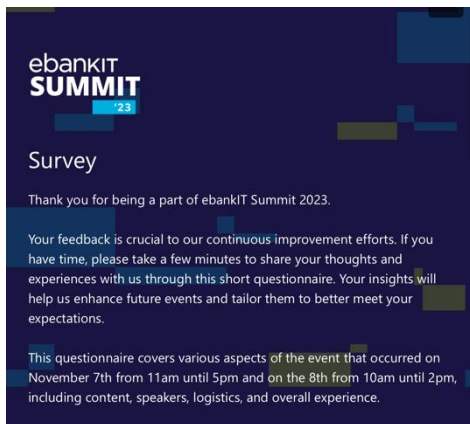 ebankIT
SUMMIT
'23
Survey
Thank you for being a part of ebankIT Summit 2023.
Your feedback is crucial to our continuous improvement efforts. If you
have time, please take a few minutes to share your thoughts and
experiences with us through this short questionnaire. Your insights will
help us enhance future events and tailor them to better meet your
expectations.
This questionnaire covers various aspects of the event that occurred on
November 7th from 11am until 5pm and on the 8th from 10am until 2pm,
including content, speakers, logistics, and overall experience.